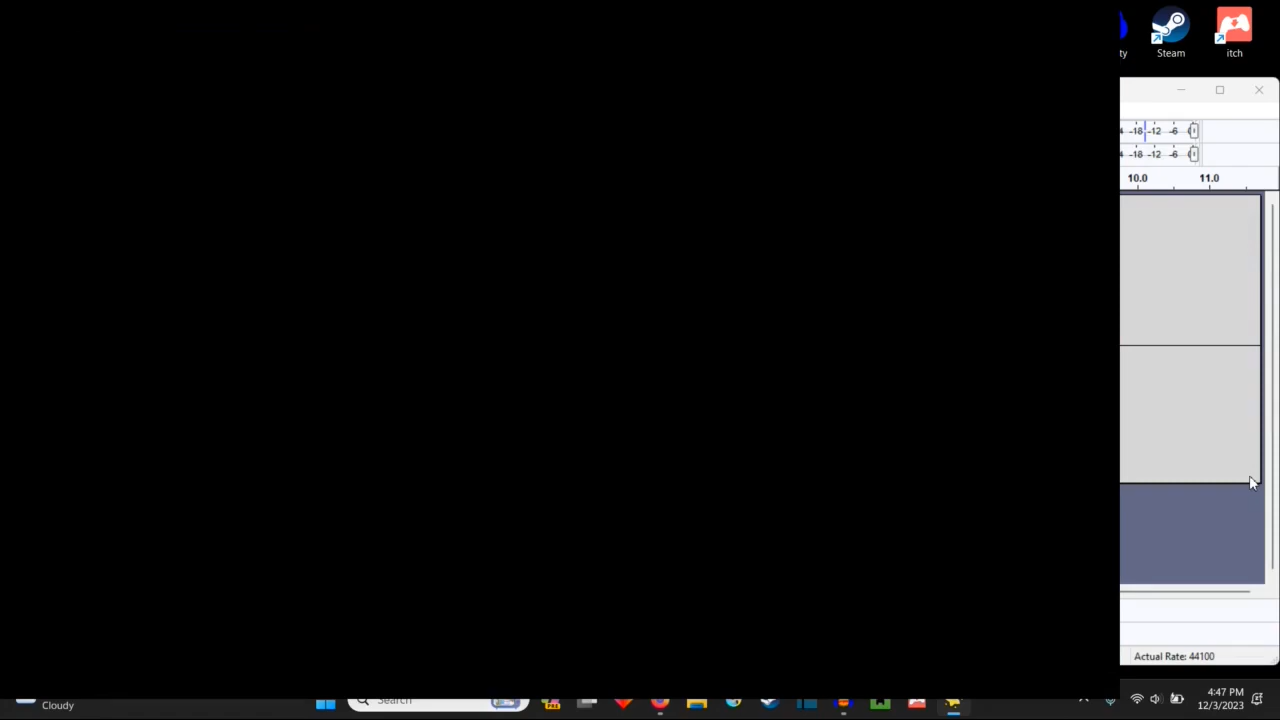 ty Steam itch
-18 -12 -6
-18 -12 -6
10.0 11.0
Actual Rate: 44100
Cloudy
Search
PRE
4:47 PM
12/3/2023